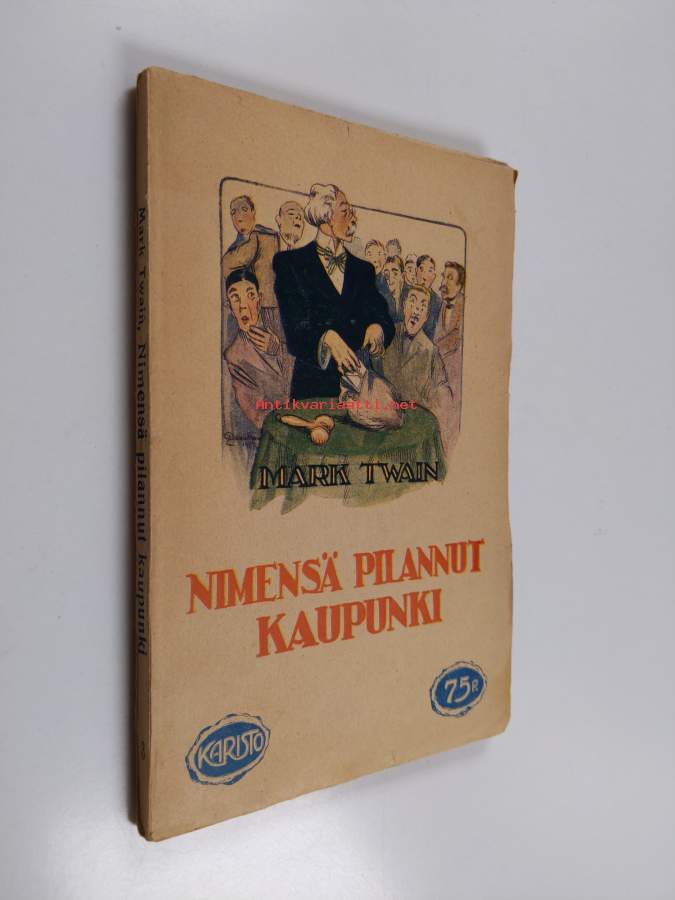 Mark Twain, Nimensä pilannut kaupunki
Antikvariaatti.net
MARK TWAIN
NIMENSÄ PILANNUT
KAUPUNKI
75 P.
KARISTO